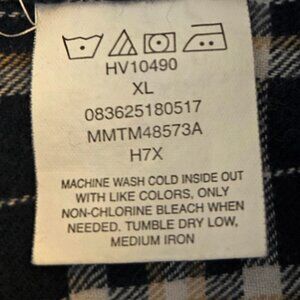 HV10490
XL
083625180517
MMTM48573A
H7X
MACHINE WASH COLD INSIDE OUT
WITH LIKE COLORS, ONLY
NON-CHLORINE BLEACH WHEN
NEEDED. TUMBLE DRY LOW,
MEDIUM IRON